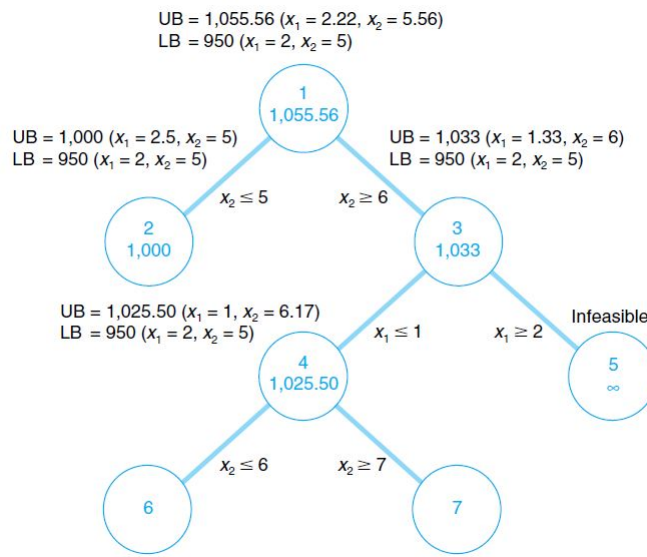 UB = 1,055.56 (x₁ = 2.22, x₂ = 5.56)
LB = 950 (x₁ = 2, x₂ = 5)
1
1,055.56
UB = 1,000 (x₁ = 2.5, x₂ = 5)
LB = 950 (x₁ = 2, x₂ = 5)
UB = 1,033 (x₁ = 1.33, x₂ = 6)
LB = 950 (x₁ = 2, x₂ = 5)
x₂ ≤ 5
x₂ ≥ 6
2
1,000
3
1,033
UB = 1,025.50 (x₁ = 1, x₂ = 6.17)
LB = 950 (x₁ = 2, x₂ = 5)
x₁ ≤ 1
x₁ ≥ 2
Infeasible
4
1,025.50
5
∞
x₂ ≤ 6
x₂ ≥ 7
6
7